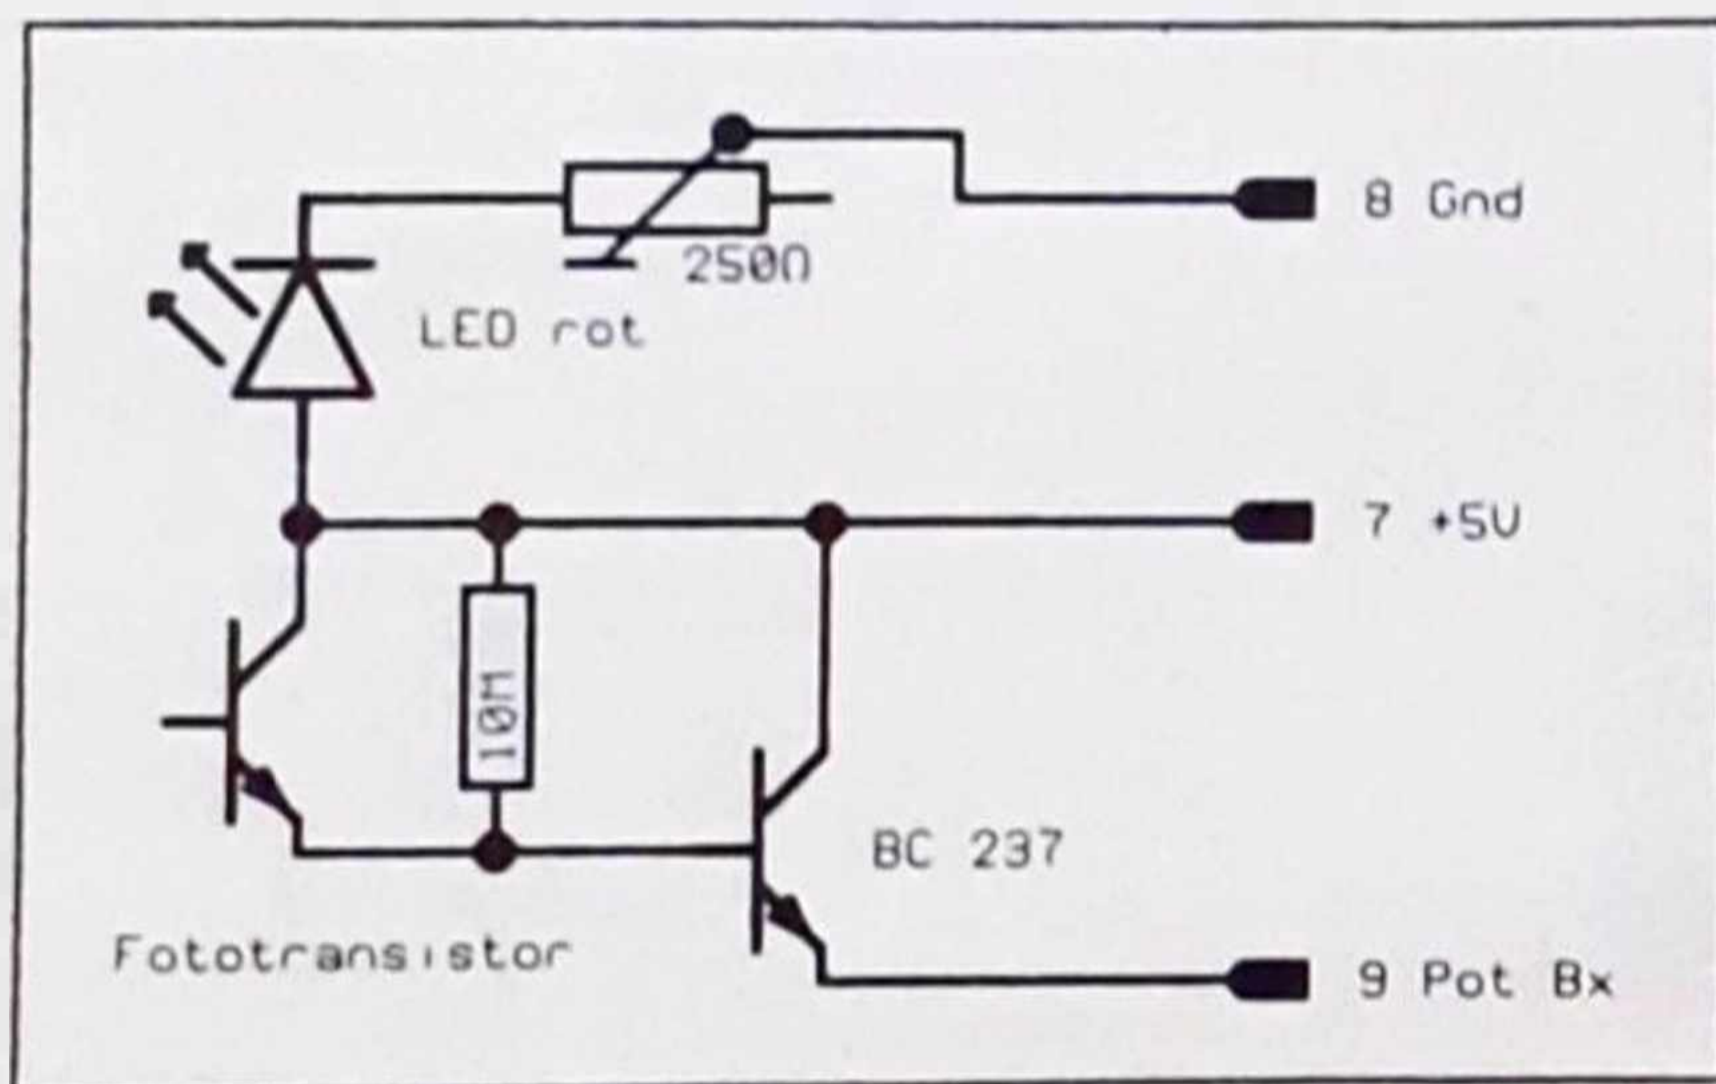 8 Gnd
250Ω
LED rot
7 +5V
10M
BC 237
Fototransistor
9 Pot Bx